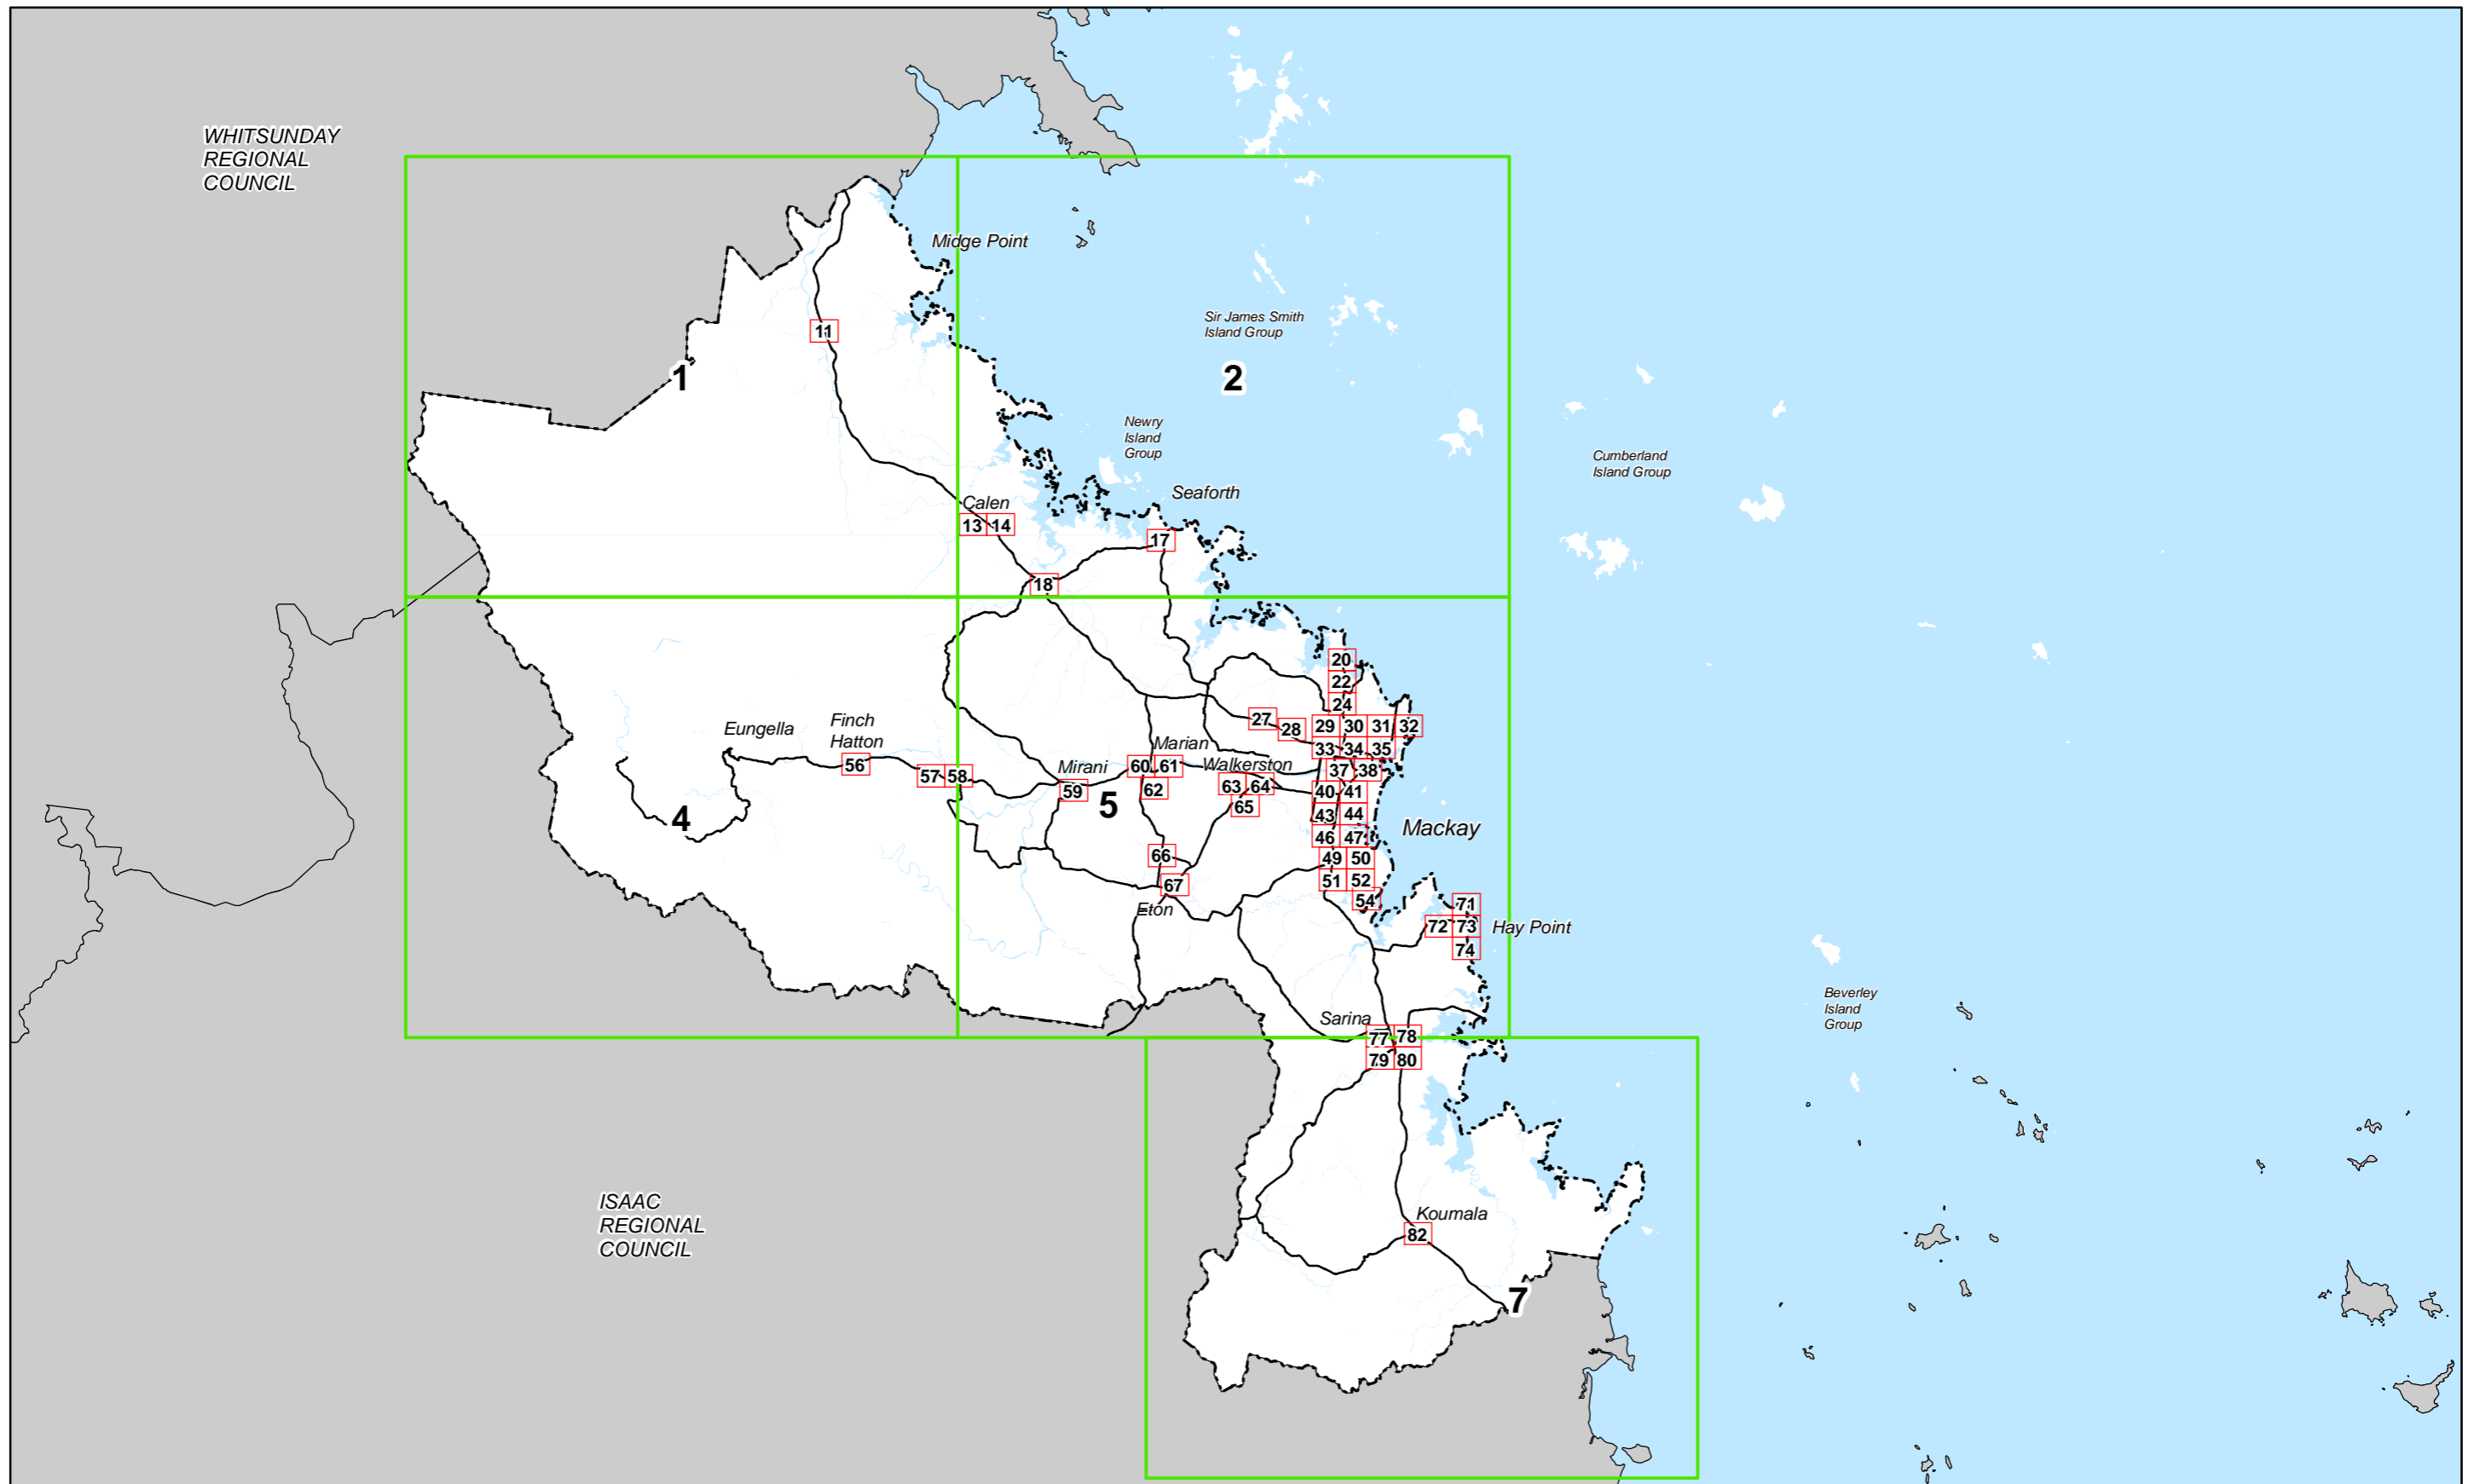 WHITSUNDAY
REGIONAL
COUNCIL
Midge Point
Sir James Smith
Island Group
11
1
2
Newry
Island
Group
Cumberland
Island Group
Seaforth
Calen
13 14
17
18
20
22
24
27
28
29 30 31 32
Eungella
Finch
Hatton
Marian
33 34 35
56
57 58
Mirani
60 61
Walkerston
37 38
59
62
63 64
40 41
5
65
43 44
4
Mackay
46 47
66
49 50
67
51 52
54
Eton
71
72 73
Hay Point
74
Beverley
Island
Group
Sarina
77 78
79 80
ISAAC
REGIONAL
COUNCIL
Koumala
82
7